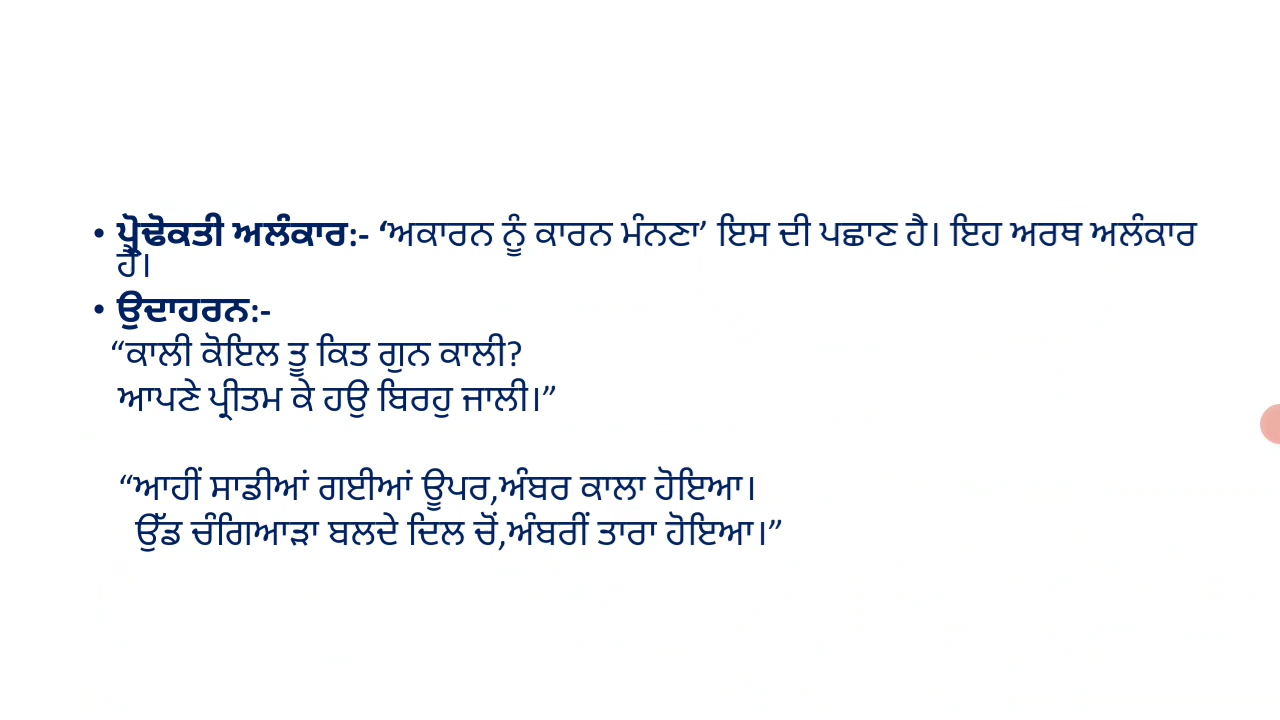 • ਪ੍ਰੋਢੋਕਤੀ ਅਲੰਕਾਰ:- ‘ਅਕਾਰਨ ਨੂੰ ਕਾਰਨ ਮੰਨਣਾ’ ਇਸ ਦੀ ਪਛਾਣ ਹੈ। ਇਹ ਅਰਥ ਅਲੰਕਾਰ
ਹੈ।
• ਉਦਾਹਰਨ:-
“ਕਾਲੀ ਕੋਇਲ ਤੂ ਕਿਤ ਗੁਨ ਕਾਲੀ?
ਆਪਣੇ ਪ੍ਰੀਤਮ ਕੇ ਹਉ ਬਿਰਹੁ ਜਾਲੀ।”
“ਆਹੀਂ ਸਾਡੀਆਂ ਗਈਆਂ ਊਪਰ,ਅੰਬਰ ਕਾਲਾ ਹੋਇਆ।
ਉੱਡ ਚੰਗਿਆੜਾ ਬਲਦੇ ਦਿਲ ਚੋਂ,ਅੰਬਰੀਂ ਤਾਰਾ ਹੋਇਆ।”